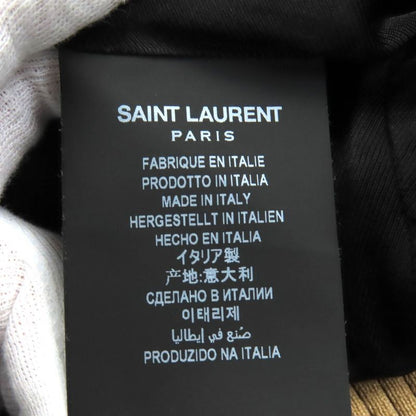 SAINT LAURENT
PARIS
FABRIQUE EN ITALIE
PRODOTTO IN ITALIA
MADE IN ITALY
HERGESTELLT IN ITALIEN
HECHO EN ITALIA
イタリア製
产地:意大利
СДЕЛАНО В ИТАЛИИ
이태리제
صنع في إيطاليا
PRODUZIDO NA ITALIA